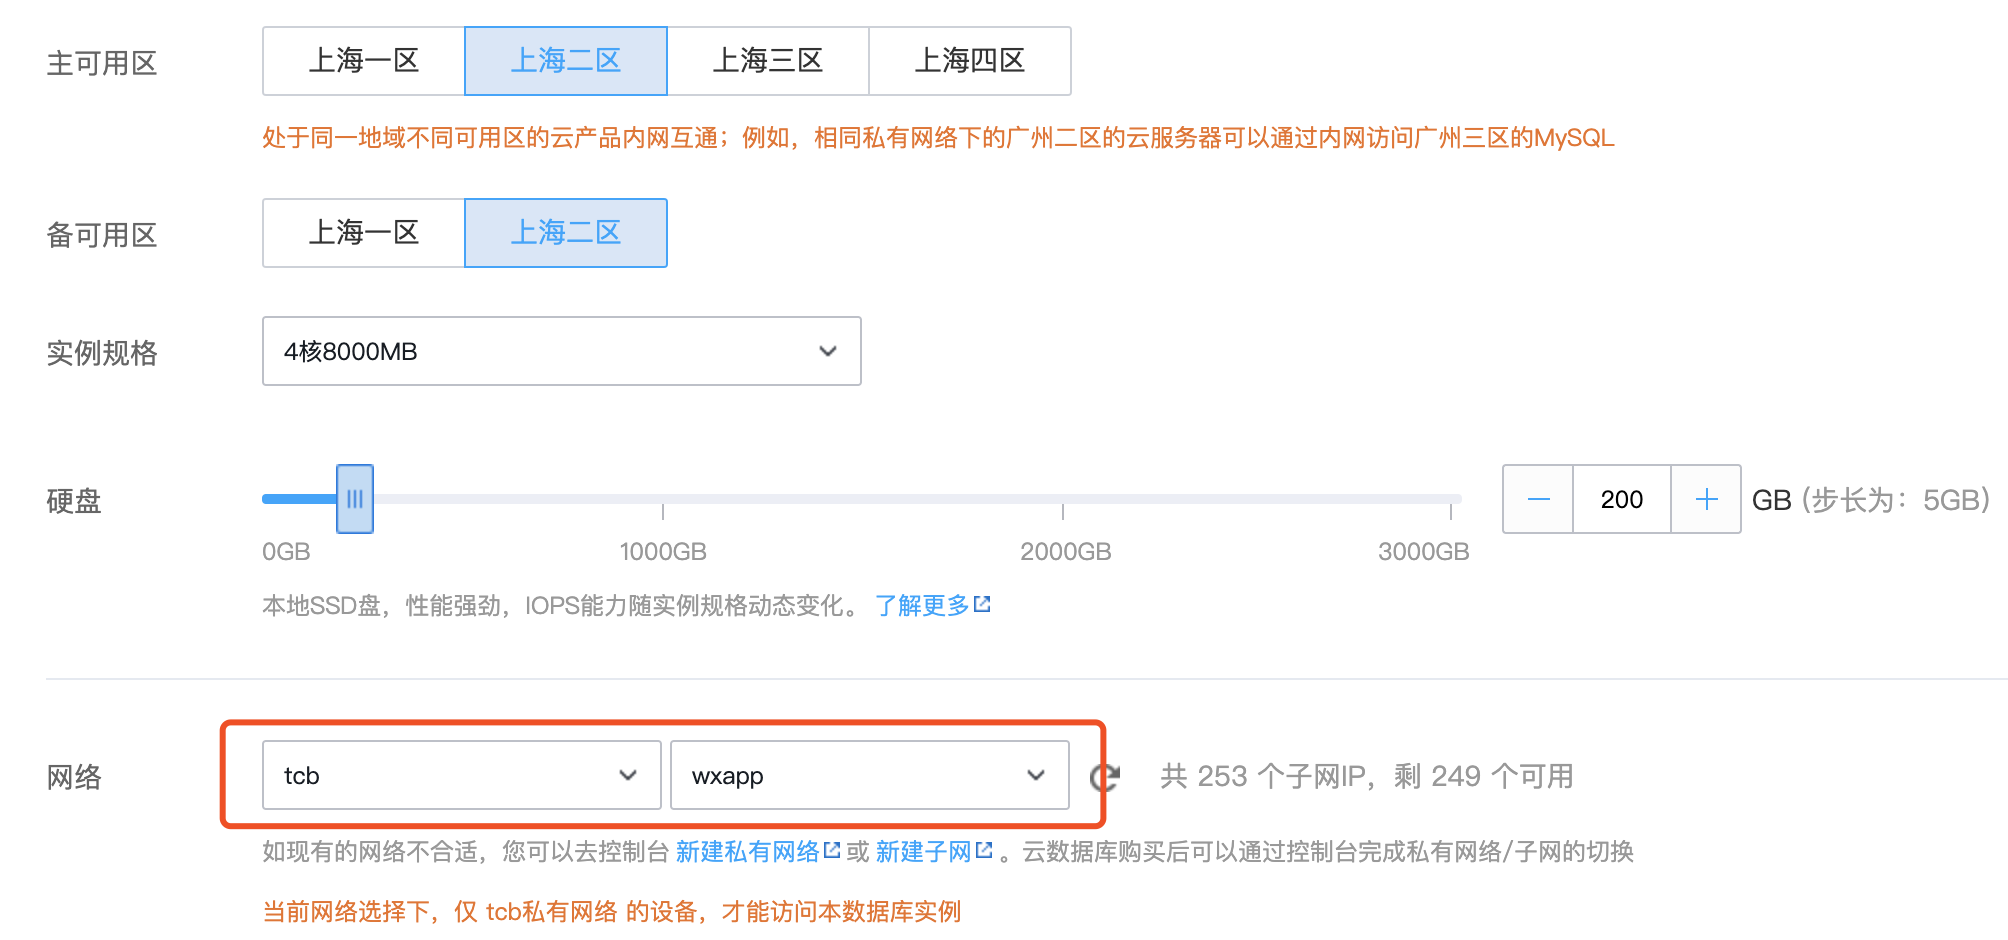 主可用区 上海一区 上海二区 上海三区 上海四区
处于同一地域不同可用区的云产品内网互通；例如，相同私有网络下的广州二区的云服务器可以通过内网访问广州三区的MySQL
备可用区 上海一区 上海二区
实例规格 4核8000MB
硬盘 200 GB (步长为：5GB)
0GB 1000GB 2000GB 3000GB
本地SSD盘，性能强劲，IOPS能力随实例规格动态变化。 了解更多
网络 tcb wxapp 共 253 个子网IP，剩 249 个可用
如现有的网络不合适，您可以去控制台 新建私有网络 或 新建子网 。云数据库购买后可以通过控制台完成私有网络/子网的切换
当前网络选择下，仅 tcb私有网络 的设备，才能访问本数据库实例